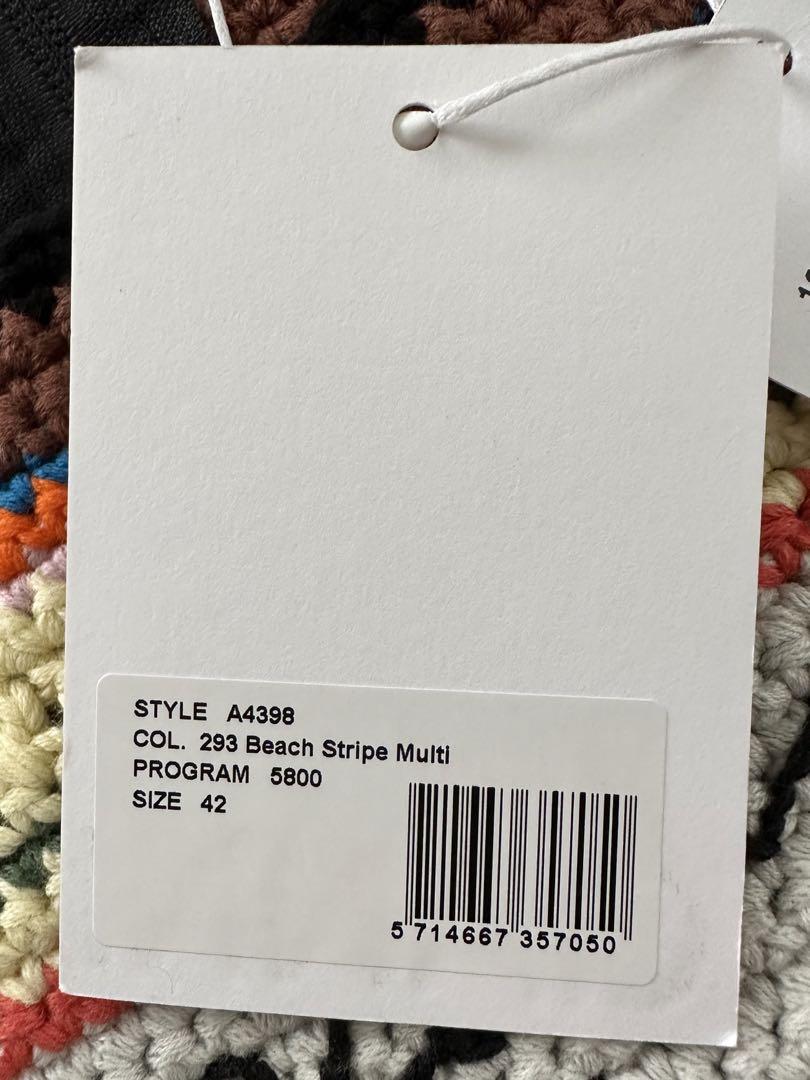 STYLE A4398
COL. 293 Beach Stripe Multi
PROGRAM 5800
SIZE 42
5 714667 357050